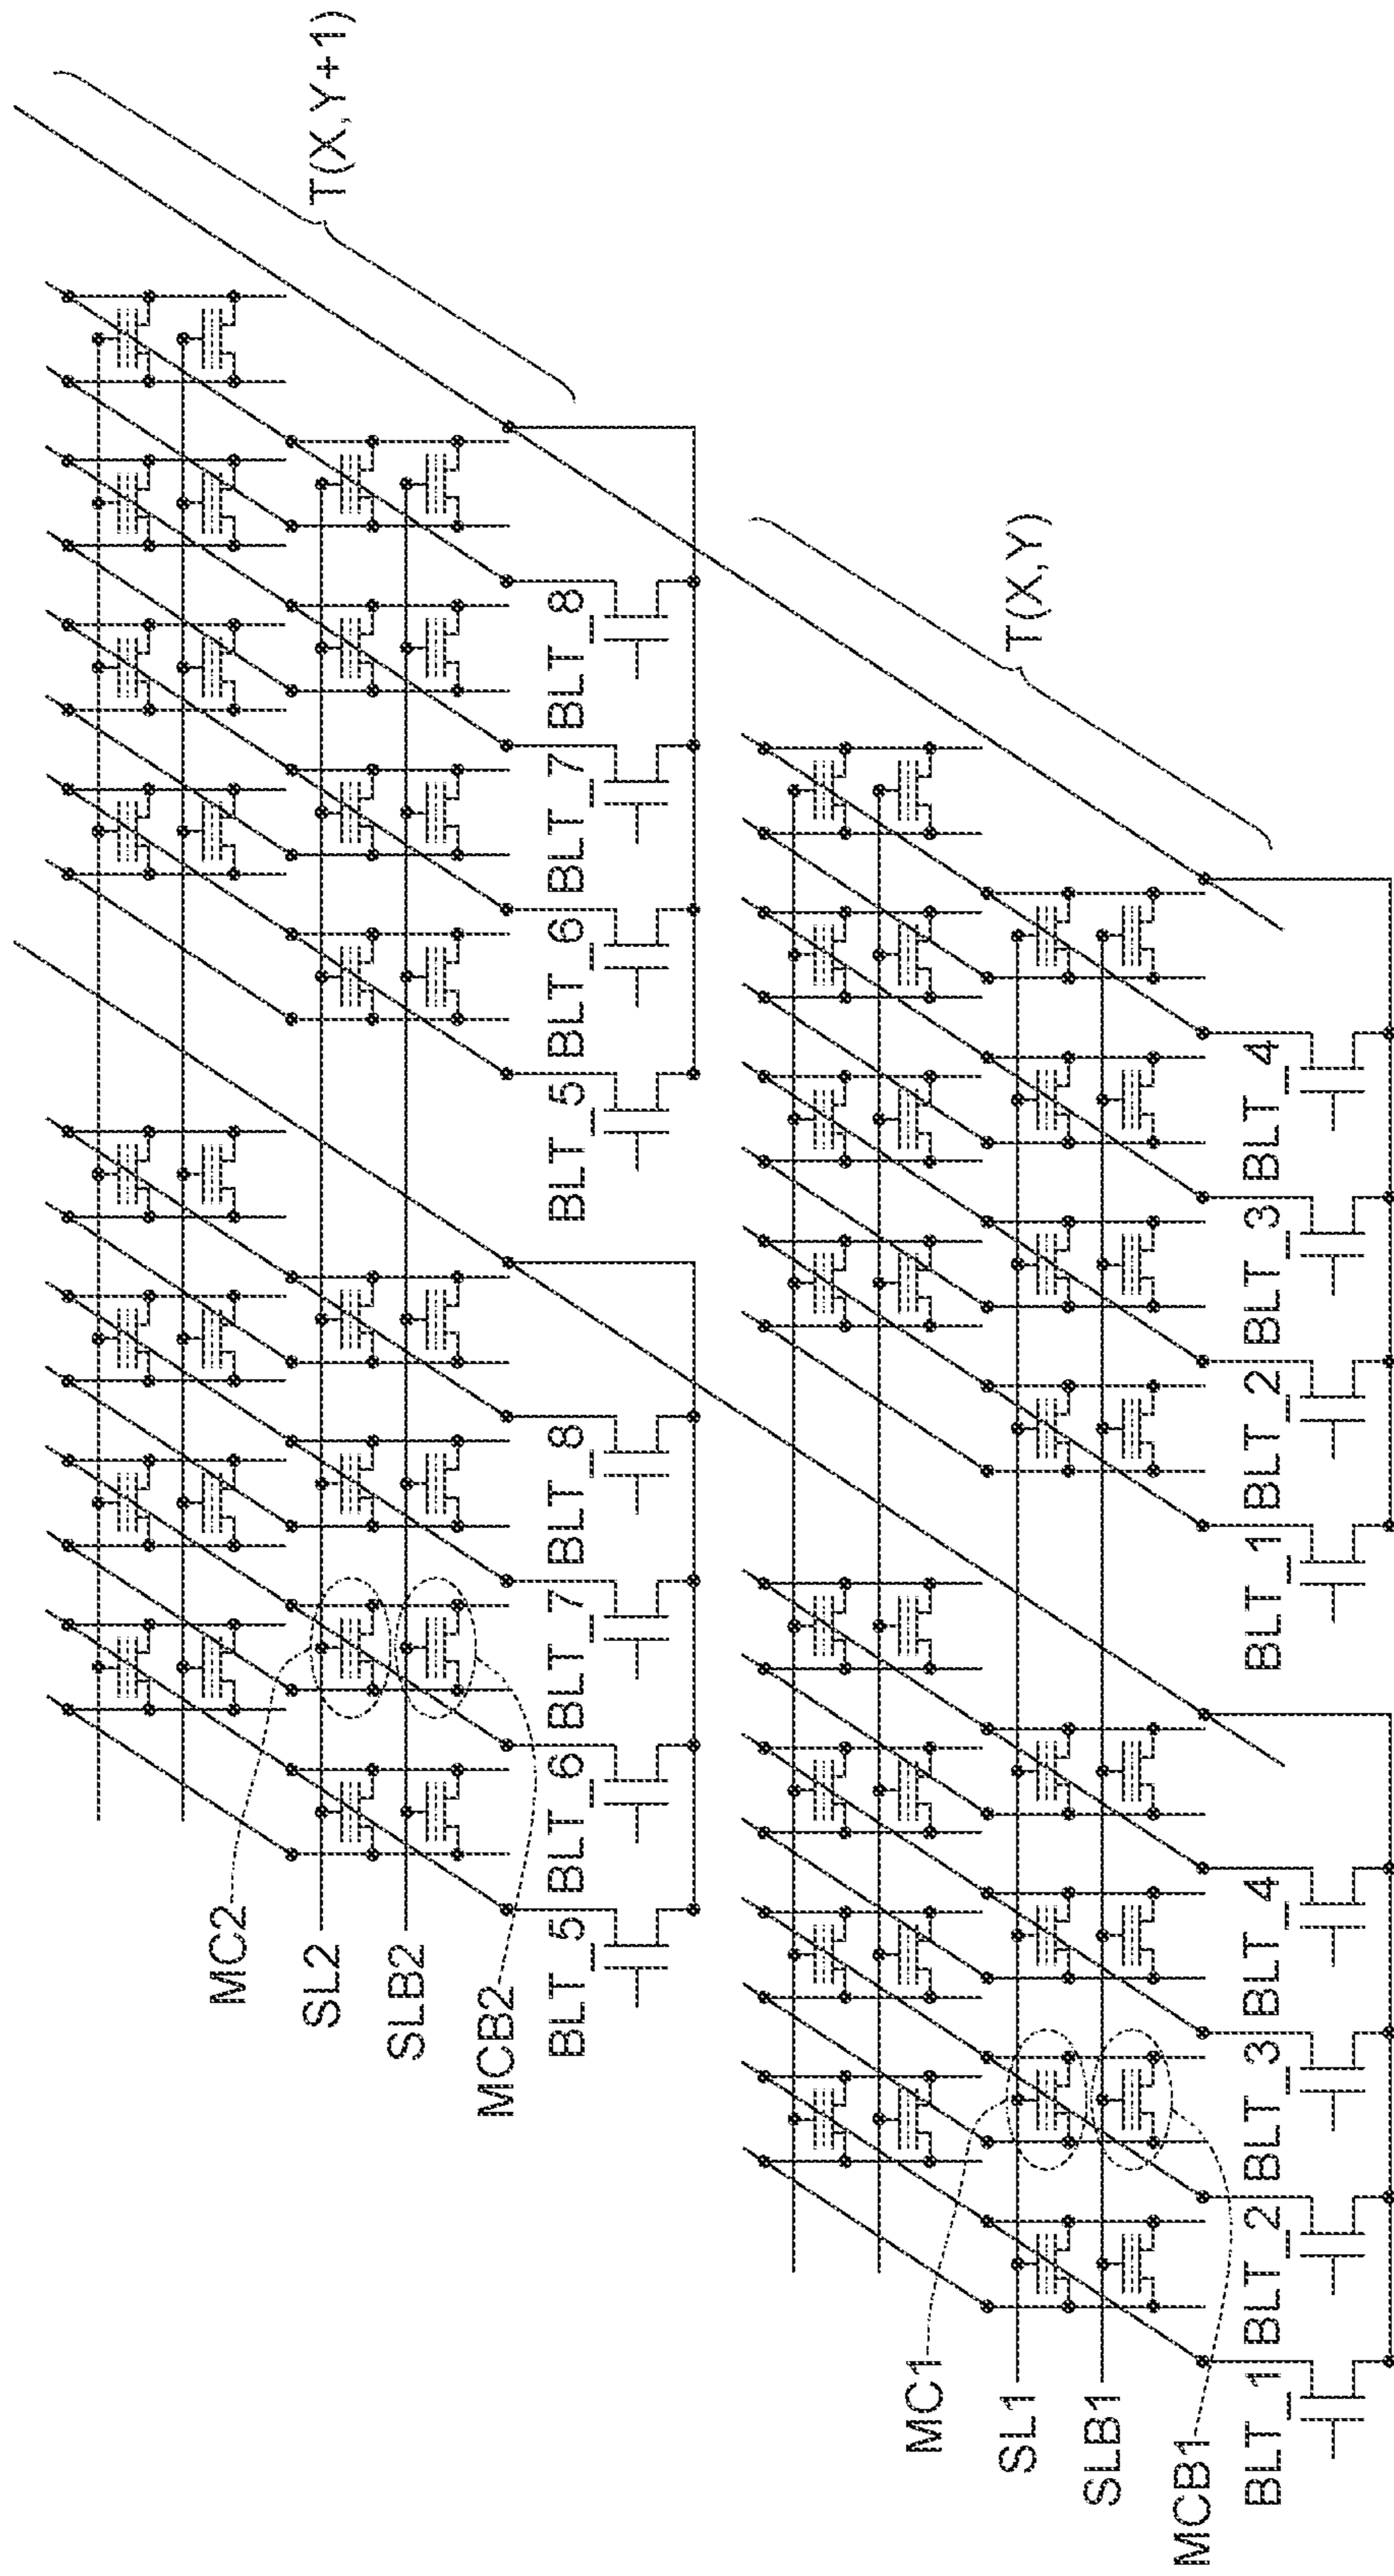 T(X,Y+1)
MC2
SL2
SLB2
MCB2
BLT_5 BLT_6 BLT_7 BLT_8
BLT_5 BLT_6 BLT_7 BLT_8
T(X,Y)
MC1
SL1
SLB1
MCB1
BLT_1 BLT_2 BLT_3 BLT_4
BLT_1 BLT_2 BLT_3 BLT_4